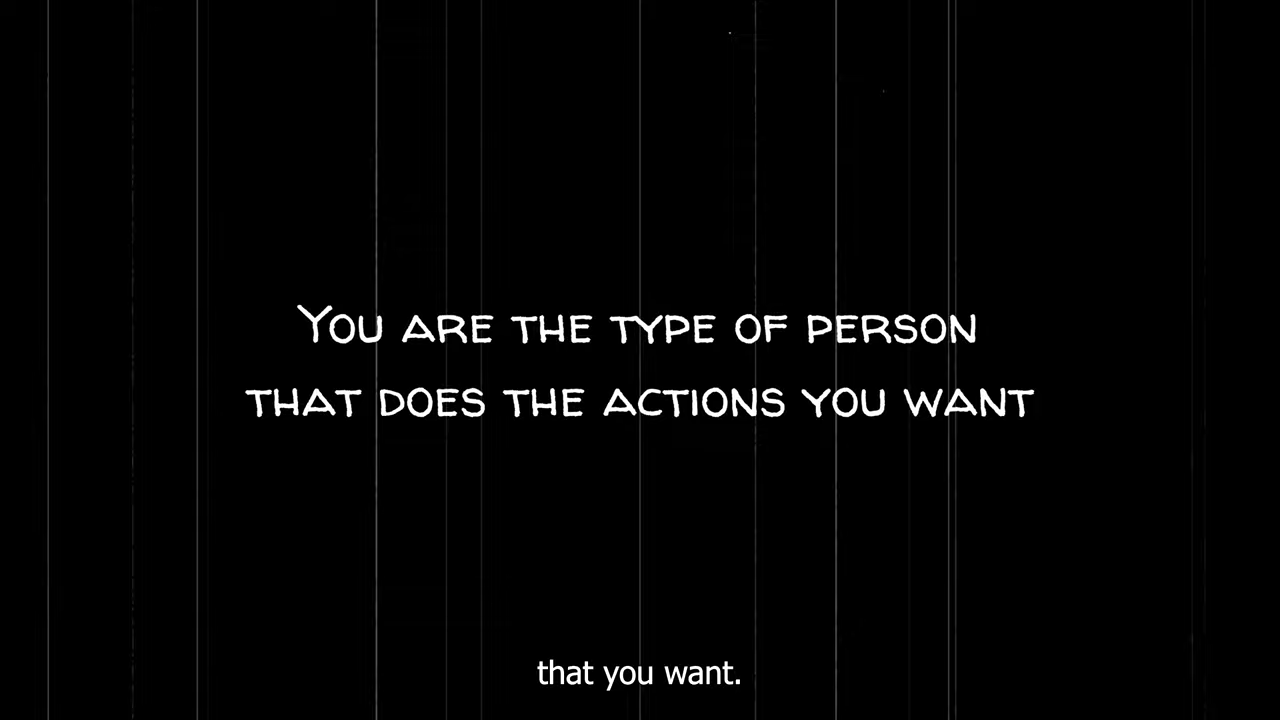 You are the type of person
that does the actions you want
that you want.